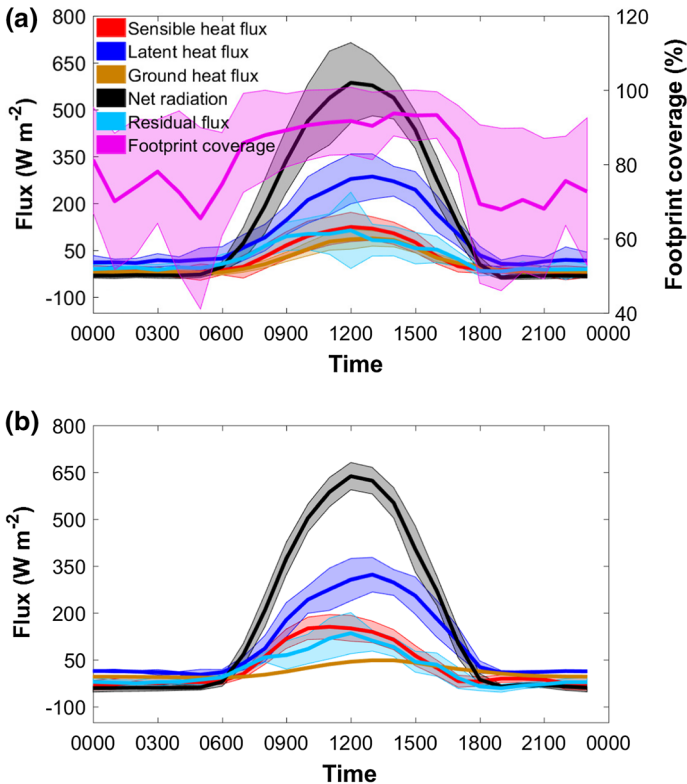 (a)
800
650
500
350
200
50
-100
Flux (W m-2)
Sensible heat flux
Latent heat flux
Ground heat flux
Net radiation
Residual flux
Footprint coverage
120
100
80
60
40
Footprint coverage (%)
0000 0300 0600 0900 1200 1500 1800 2100 0000
Time
(b)
800
650
500
350
200
50
-100
Flux (W m-2)
0000 0300 0600 0900 1200 1500 1800 2100 0000
Time